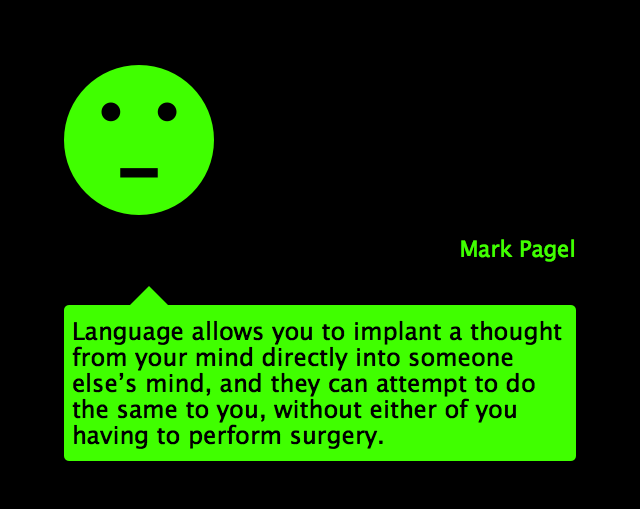 Mark Pagel
Language allows you to implant a thought
from your mind directly into someone
else’s mind, and they can attempt to do
the same to you, without either of you
having to perform surgery.